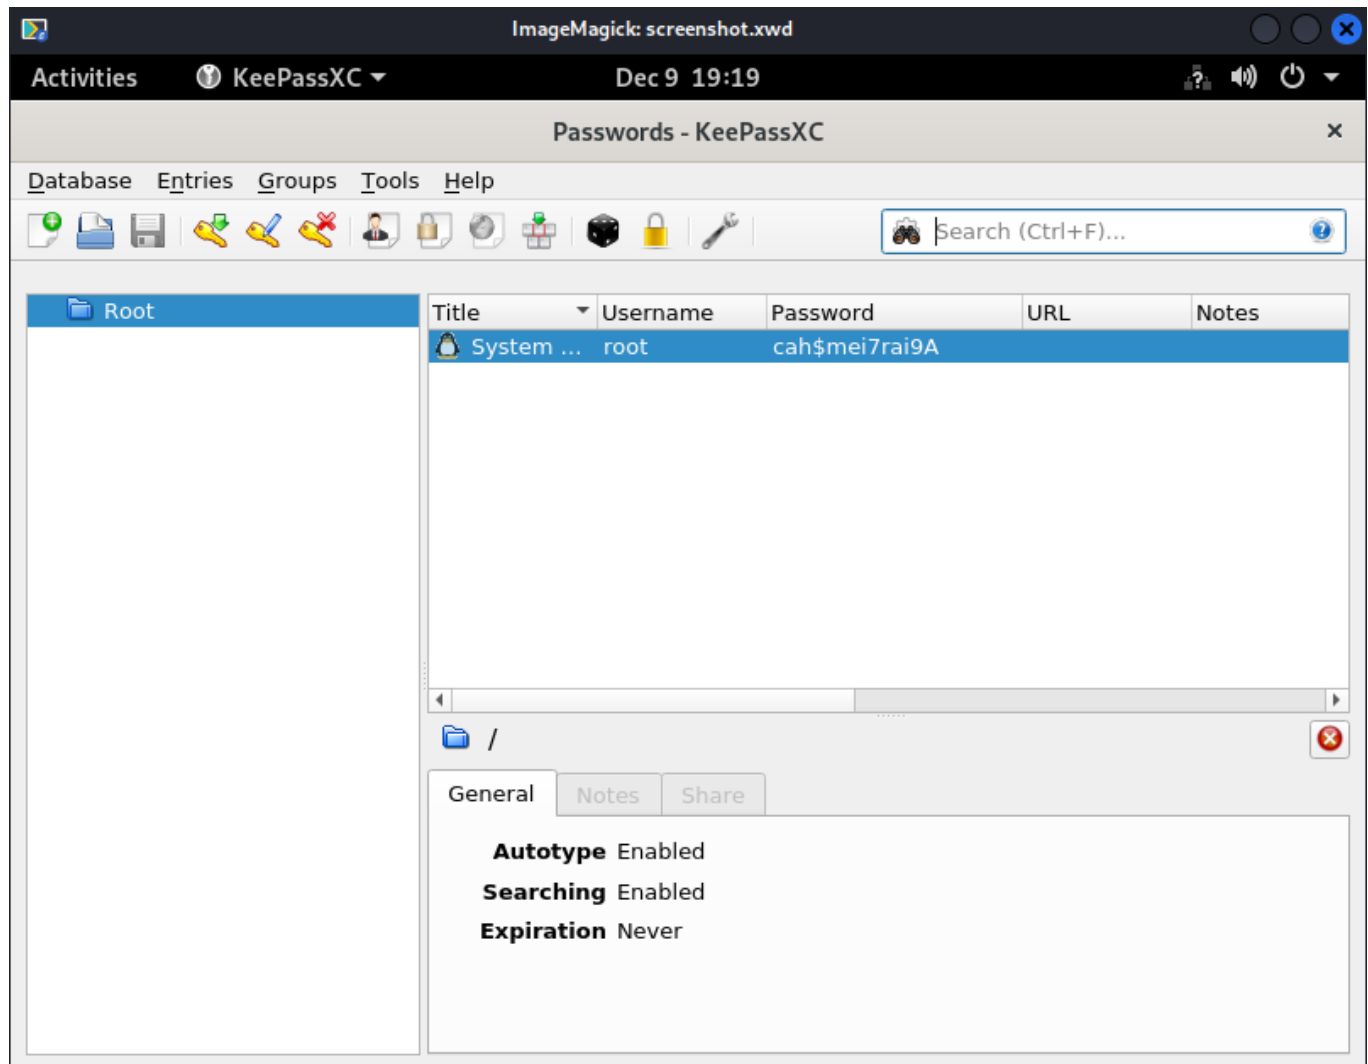 ImageMagick: screenshot.xwd
Activities KeePassXC Dec 9 19:19
Passwords - KeePassXC
Database Entries Groups Tools Help
Search (Ctrl+F)...
Root
Title Username Password URL Notes
System ... root cah$mei7rai9A
/
General Notes Share
Autotype Enabled
Searching Enabled
Expiration Never